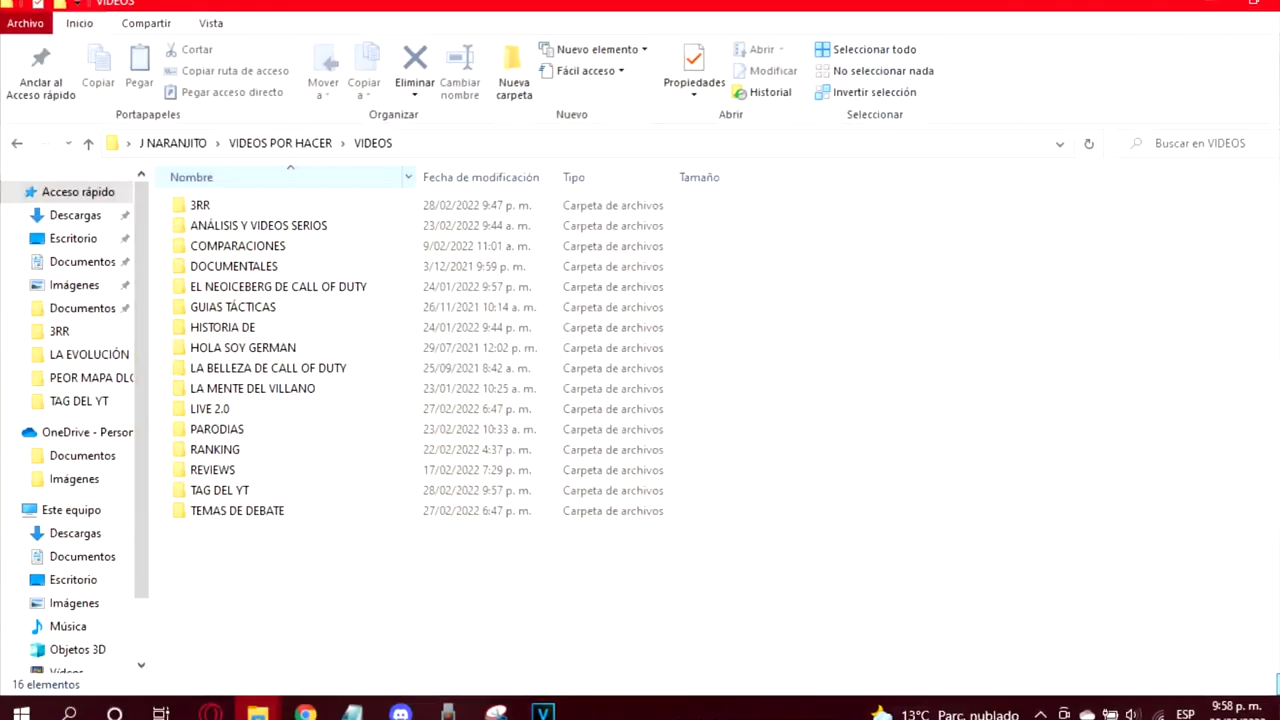 VIDEOS
Archivo Inicio Compartir Vista
Anclar al Acceso rápido
Copiar
Pegar
Cortar
Copiar ruta de acceso
Pegar acceso directo
Portapapeles
Mover a
Copiar a
Eliminar
Cambiar nombre
Organizar
Nueva carpeta
Nuevo elemento
Fácil acceso
Nuevo
Propiedades
Abrir
Modificar
Historial
Abrir
Seleccionar todo
No seleccionar nada
Invertir selección
Seleccionar
J NARANJITO › VIDEOS POR HACER › VIDEOS
Buscar en VIDEOS
Acceso rápido
Descargas
Escritorio
Documentos
Imágenes
Documentos
3RR
LA EVOLUCIÓN
PEOR MAPA DLC
TAG DEL YT
OneDrive - Person
Documentos
Imágenes
Este equipo
Descargas
Documentos
Escritorio
Imágenes
Música
Objetos 3D
Vídeos
Nombre Fecha de modificación Tipo Tamaño
3RR 28/02/2022 9:47 p. m. Carpeta de archivos
ANÁLISIS Y VIDEOS SERIOS 23/02/2022 9:44 a. m. Carpeta de archivos
COMPARACIONES 9/02/2022 11:01 a. m. Carpeta de archivos
DOCUMENTALES 3/12/2021 9:59 p. m. Carpeta de archivos
EL NEOICEBERG DE CALL OF DUTY 24/01/2022 9:57 p. m. Carpeta de archivos
GUIAS TÁCTICAS 26/11/2021 10:14 a. m. Carpeta de archivos
HISTORIA DE 24/01/2022 9:44 p. m. Carpeta de archivos
HOLA SOY GERMAN 29/07/2021 12:02 p. m. Carpeta de archivos
LA BELLEZA DE CALL OF DUTY 25/09/2021 8:42 a. m. Carpeta de archivos
LA MENTE DEL VILLANO 23/01/2022 10:25 a. m. Carpeta de archivos
LIVE 2.0 27/02/2022 6:47 p. m. Carpeta de archivos
PARODIAS 23/02/2022 10:33 a. m. Carpeta de archivos
RANKING 22/02/2022 4:37 p. m. Carpeta de archivos
REVIEWS 17/02/2022 7:29 p. m. Carpeta de archivos
TAG DEL YT 28/02/2022 9:57 p. m. Carpeta de archivos
TEMAS DE DEBATE 27/02/2022 6:47 p. m. Carpeta de archivos
16 elementos
13°C Parc. nublado ESP 9:58 p. m.